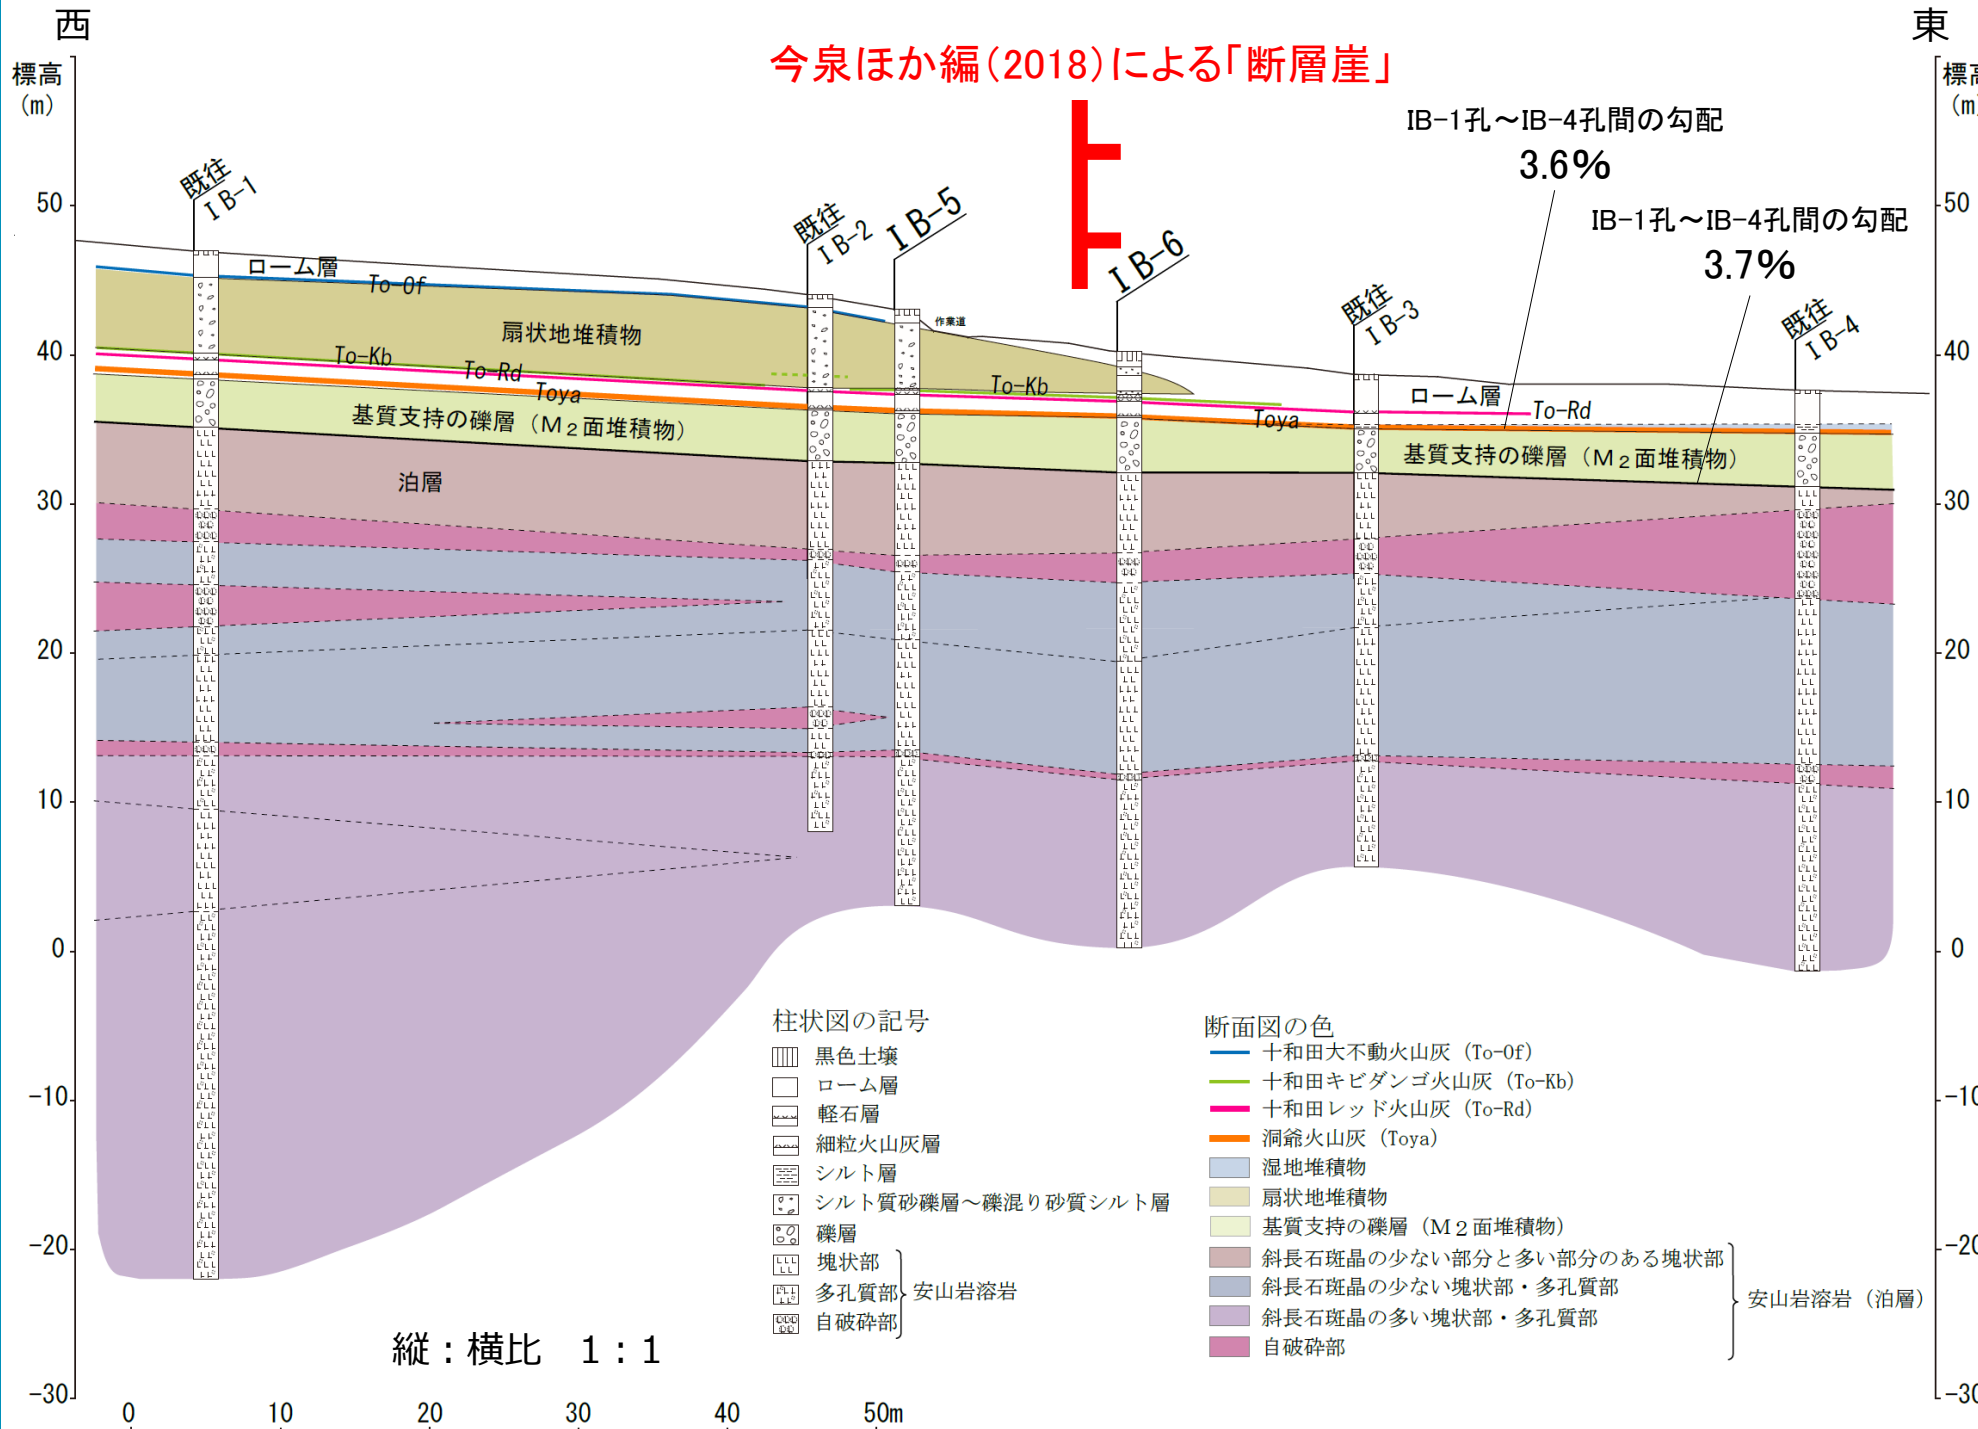 西
東
標高
(m)
標高
(m
今泉ほか編(2018)による「断層崖」
IB-1孔～IB-4孔間の勾配
3.6%
IB-1孔～IB-4孔間の勾配
3.7%
既往
ⅠB-1
既往
ⅠB-2
ⅠB-5
ⅠB-6
既往
ⅠB-3
既往
ⅠB-4
50
40
30
20
10
0
-10
-20
-30
50
40
30
20
10
0
-10
-20
-30
ローム層
To-Of
作業道
扇状地堆積物
To-Kb
To-Rd
Toya
To-Kb
Toya
ローム層
To-Rd
基質支持の礫層（M₂面堆積物）
基質支持の礫層（M₂面堆積物）
泊層
柱状図の記号
黒色土壌
ローム層
軽石層
細粒火山灰層
シルト層
シルト質砂礫層～礫混り砂質シルト層
礫層
塊状部
多孔質部
自破砕部
安山岩溶岩
断面図の色
十和田大不動火山灰 (To-Of)
十和田キビダンゴ火山灰 (To-Kb)
十和田レッド火山灰 (To-Rd)
洞爺火山灰 (Toya)
湿地堆積物
扇状地堆積物
基質支持の礫層（M２面堆積物）
斜長石斑晶の少ない部分と多い部分のある塊状部
斜長石斑晶の少ない塊状部・多孔質部
斜長石斑晶の多い塊状部・多孔質部
自破砕部
安山岩溶岩（泊層）
縦：横比　1：1
0 10 20 30 40 50m